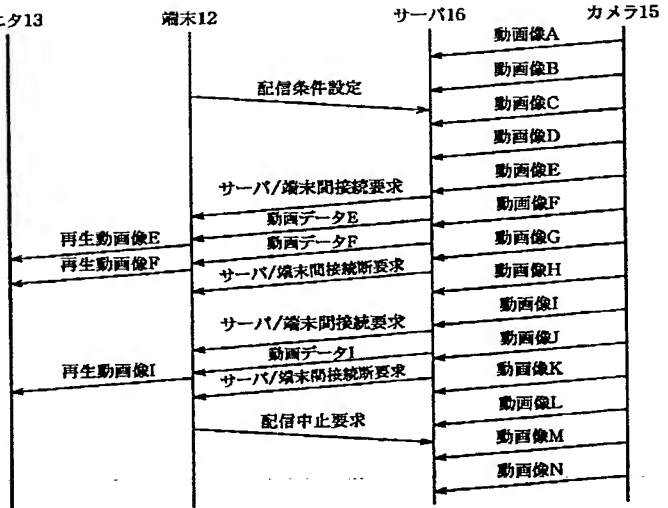 ニタ13
端末12
サーバ16
カメラ15
動画像A
動画像B
配信条件設定
動画像C
動画像D
動画像E
サーバ/端末間接続要求
動画像F
動画データE
再生動画像E
動画データF
動画像G
再生動画像F
サーバ/端末間接続断要求
動画像H
動画像I
サーバ/端末間接続要求
動画像J
動画データI
再生動画像I
サーバ/端末間接続断要求
動画像K
動画像L
配信中止要求
動画像M
動画像N